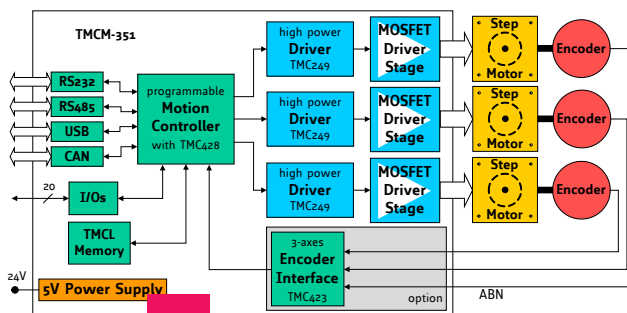 TMCM-351
RS232
RS485
USB
CAN
20
I/Os
TMCL
Memory
24V
5V Power Supply
programmable
Motion
Controller
with TMC428
high power
Driver
TMC249
MOSFET
Driver
Stage
Step
Motor
Encoder
high power
Driver
TMC249
MOSFET
Driver
Stage
Step
Motor
Encoder
high power
Driver
TMC249
MOSFET
Driver
Stage
Step
Motor
Encoder
3-axes
Encoder
Interface
TMC423
option
ABN